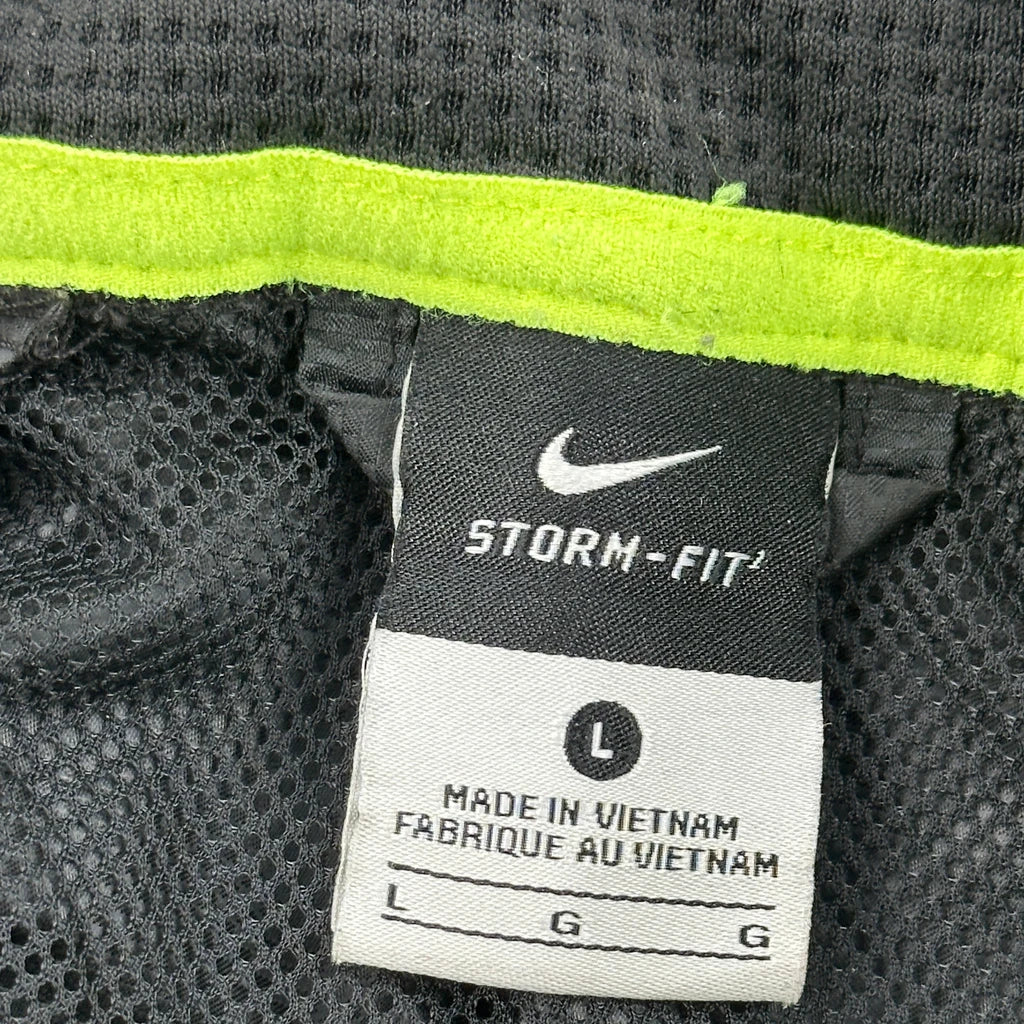 STORM-FIT
L
MADE IN VIETNAM
FABRIQUE AU VIETNAM
L G G